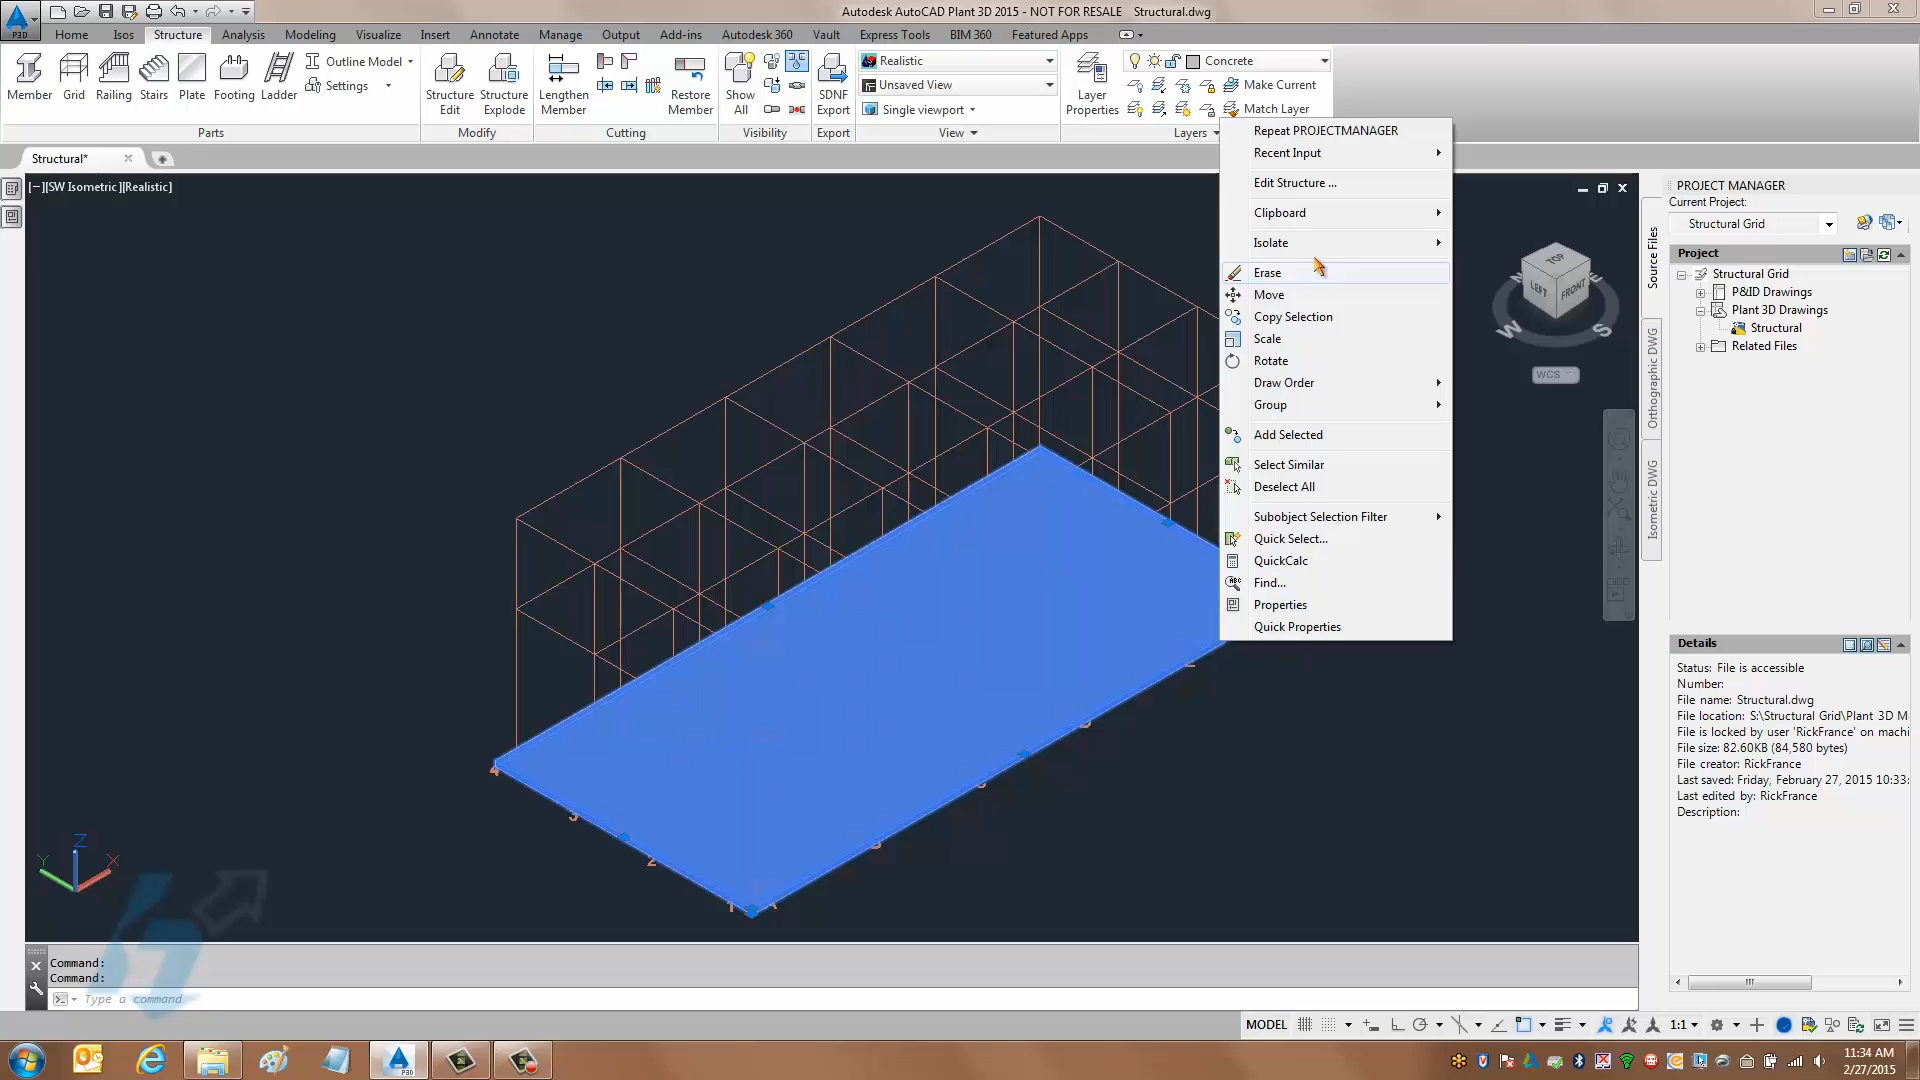 Autodesk AutoCAD Plant 3D 2015 - NOT FOR RESALE Structural.dwg
P3D
Home Isos Structure Analysis Modeling Visualize Insert Annotate Manage Output Add-ins Autodesk 360 Vault Express Tools BIM 360 Featured Apps
Member Grid Railing Stairs Plate Footing Ladder
Outline Model
Settings
Structure Edit
Structure Explode
Lengthen Member
Restore Member
Show All
SDNF Export
Realistic
Unsaved View
Single viewport
Layer Properties
Concrete
Make Current
Match Layer
Parts Modify Cutting Visibility Export View Layers
Structural*
[−][SW Isometric][Realistic]
Repeat PROJECTMANAGER
Recent Input
Edit Structure ...
Clipboard
Isolate
Erase
Move
Copy Selection
Scale
Rotate
Draw Order
Group
Add Selected
Select Similar
Deselect All
Subobject Selection Filter
Quick Select...
QuickCalc
Find...
Properties
Quick Properties
TOP
LEFT
FRONT
W
S
E
WCS
4
3
2
1
Z
Y
X
PROJECT MANAGER
Current Project:
Structural Grid
Project
Structural Grid
P&ID Drawings
Plant 3D Drawings
Structural
Related Files
Source Files
Orthographic DWG
Isometric DWG
Details
Status: File is accessible
Number:
File name: Structural.dwg
File location: S:\Structural Grid\Plant 3D M
File is locked by user 'RickFrance' on machi
File size: 82.60KB (84,580 bytes)
File creator: RickFrance
Last saved: Friday, February 27, 2015 10:33:
Last edited by: RickFrance
Description:
Command:
Command:
Type a command
MODEL
1:1
P3D
11:34 AM
2/27/2015